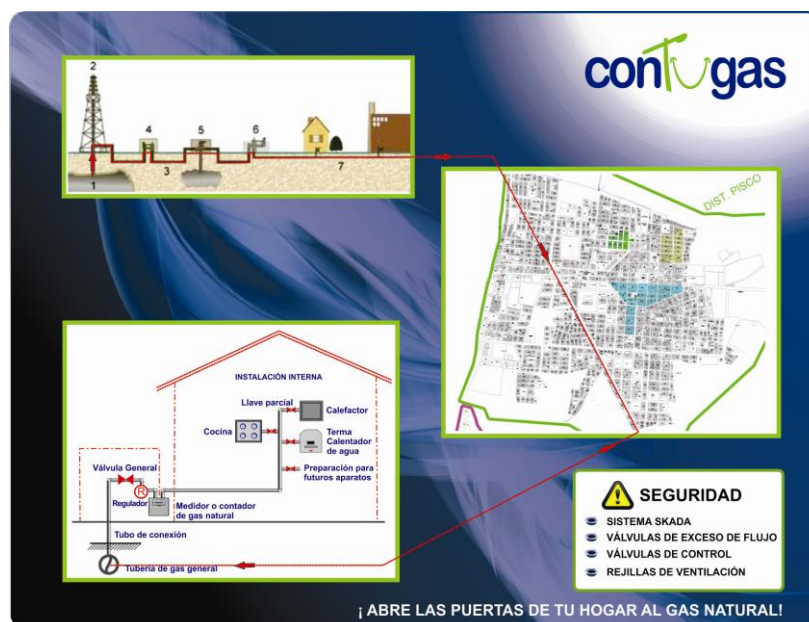 conTugas
2
4
5
6
3
7
1
DIST. PISCO
INSTALACIÓN INTERNA
Llave parcial
Calefactor
Cocina
Terma
Calentador
de agua
Válvula General
Preparación para
futuros aparatos
R
Regulador
Medidor o contador
de gas natural
Tubo de conexión
Tubería de gas general
SEGURIDAD
SISTEMA SKADA
VÁLVULAS DE EXCESO DE FLUJO
VÁLVULAS DE CONTROL
REJILLAS DE VENTILACIÓN
¡ ABRE LAS PUERTAS DE TU HOGAR AL GAS NATURAL!